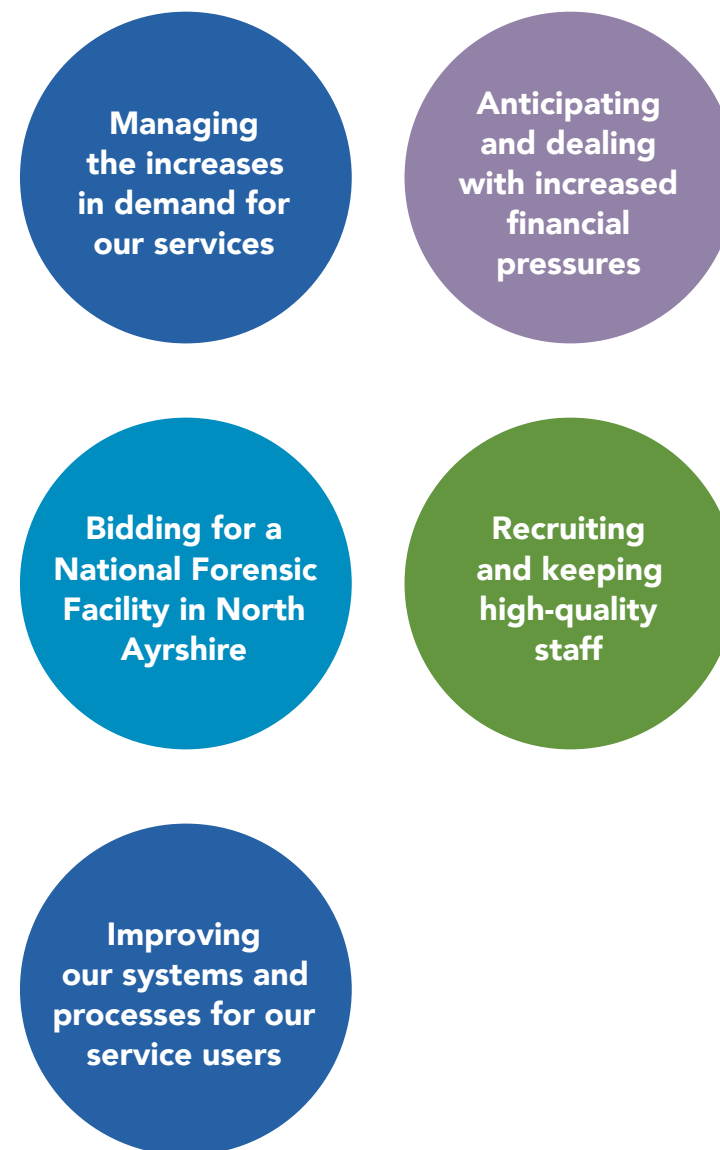 Managing
the increases
in demand for
our services
Anticipating
and dealing
with increased
financial
pressures
Bidding for a
National Forensic
Facility in North
Ayrshire
Recruiting
and keeping
high-quality
staff
Improving
our systems and
processes for our
service users